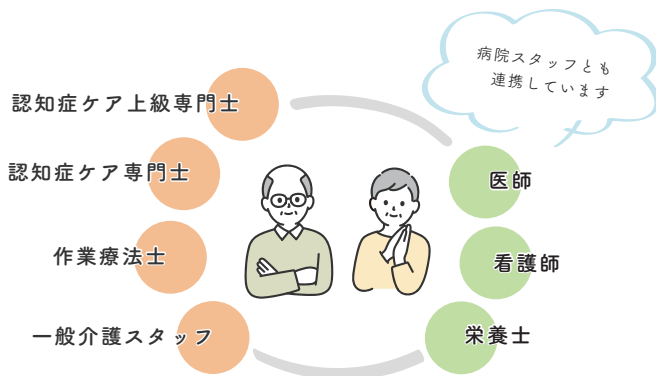 病院スタッフとも
連携しています
認知症ケア上級専門士
認知症ケア専門士
作業療法士
一般介護スタッフ
医師
看護師
栄養士